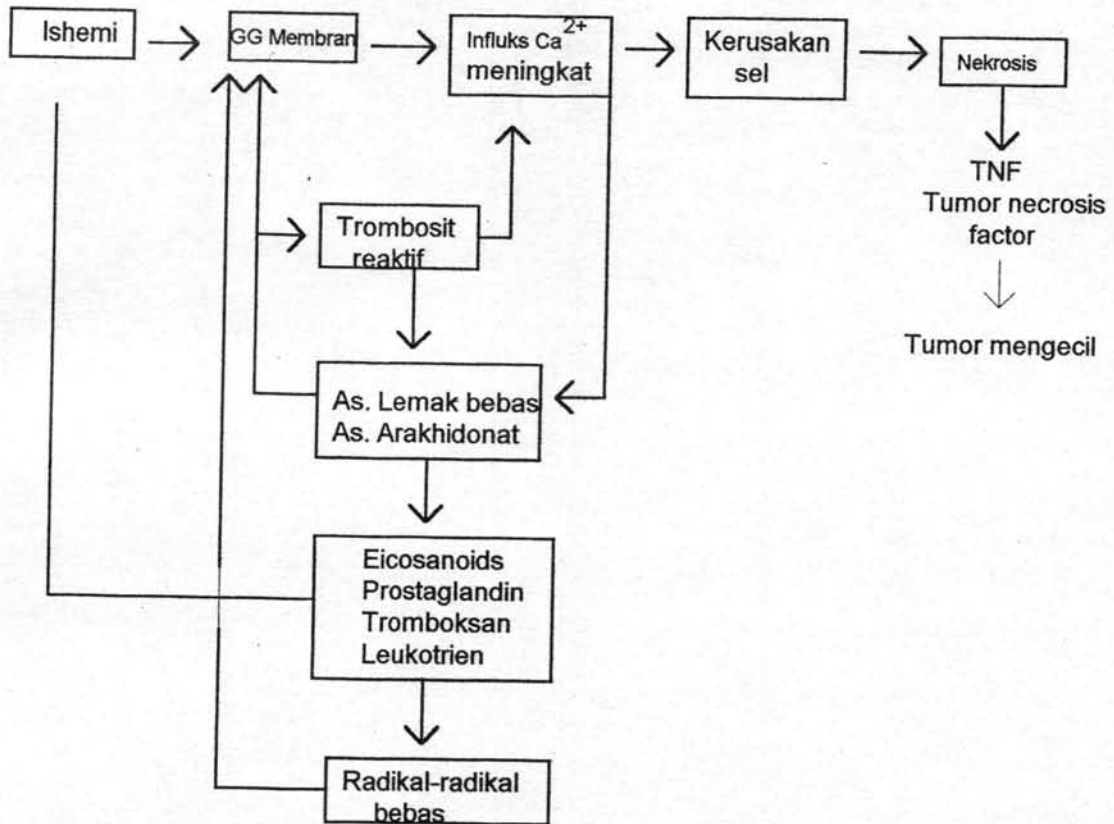 Ishemi
GG Membran
Influks Ca2+
meningkat
Kerusakan
sel
Nekrosis
TNF
Tumor necrosis
factor
Tumor mengecil
Trombosit
reaktif
As. Lemak bebas
As. Arakhidonat
Eicosanoids
Prostaglandin
Tromboksan
Leukotrien
Radikal-radikal
bebas